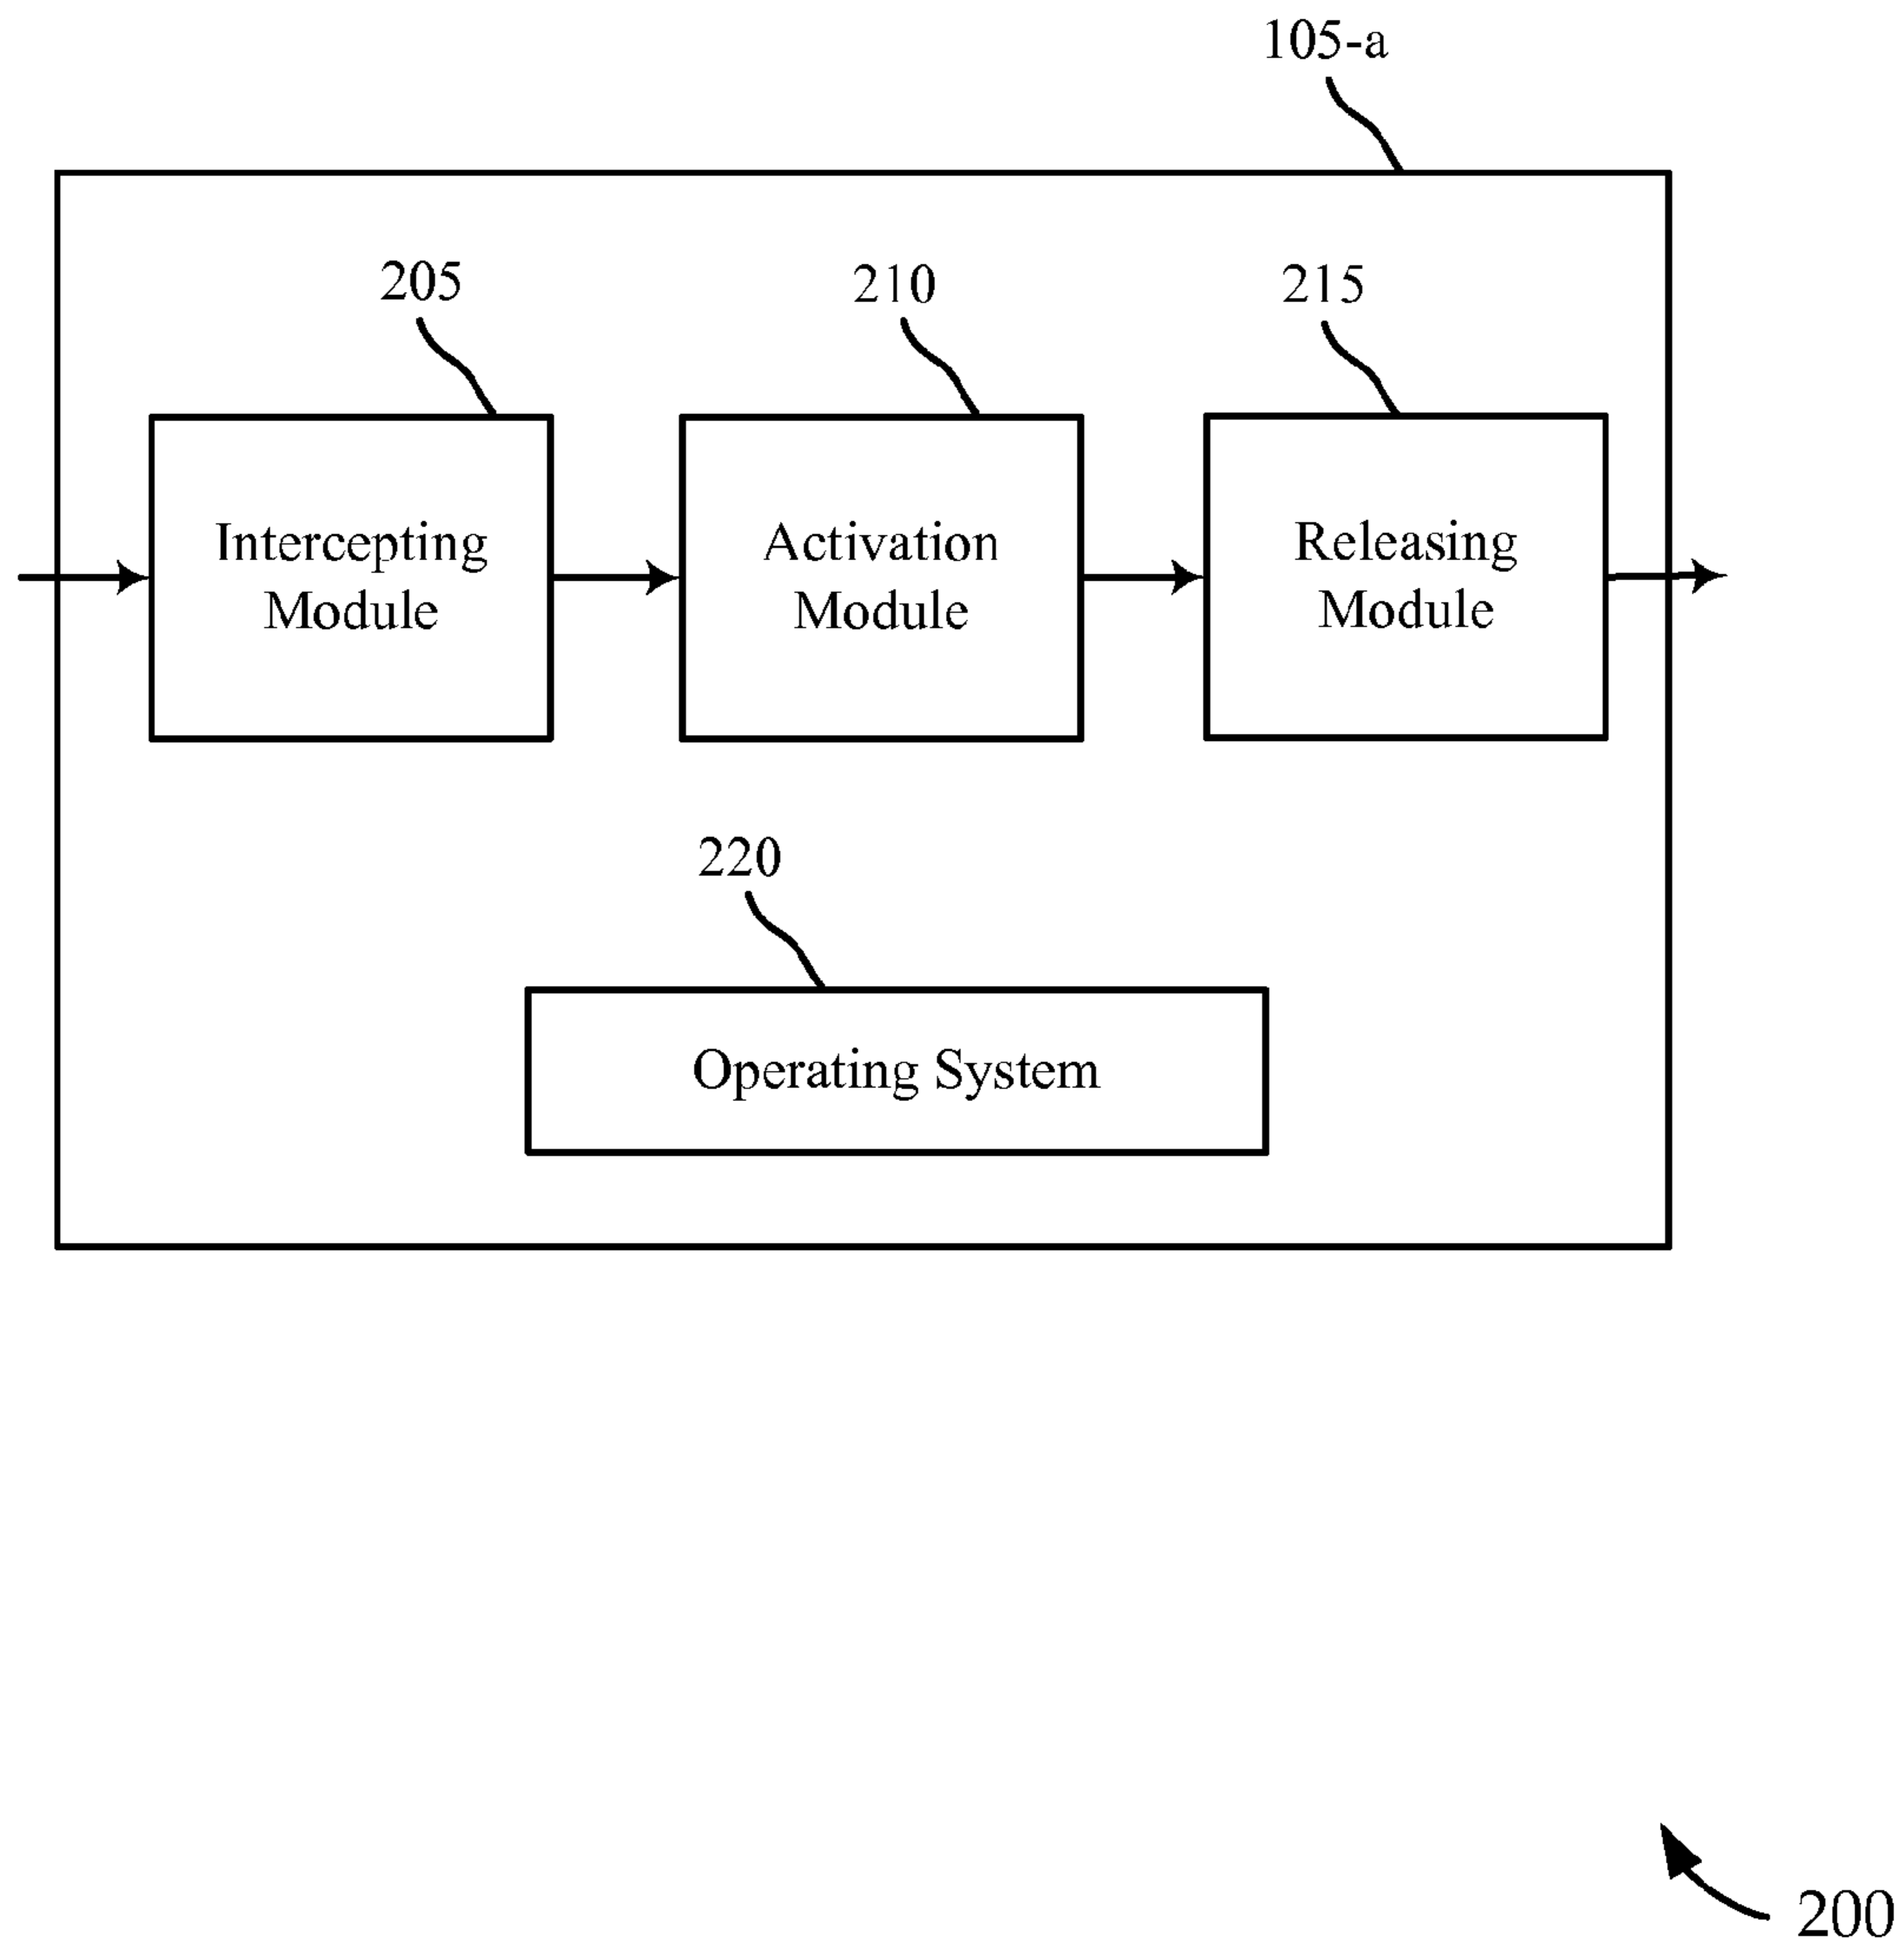 105-a
205
210
215
Intercepting
Module
Activation
Module
Releasing
Module
220
Operating System
200